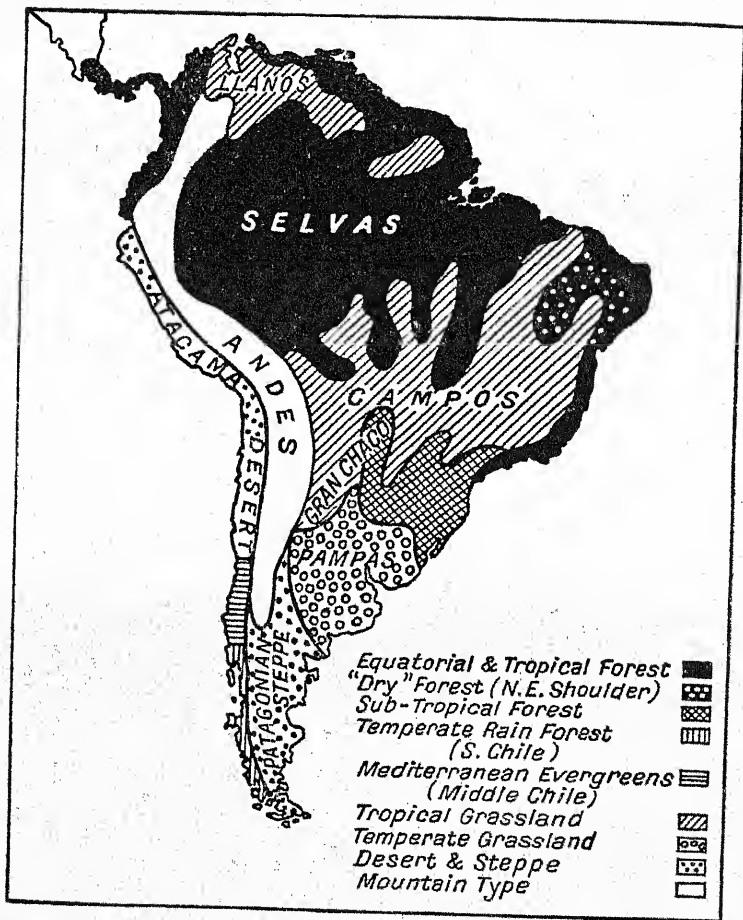 LLANOS
SELVAS
ATACAMA
DESERT
ANDES
CAMPOS
GRAN CHACO
PAMPAS
PATAGONIAN
STEPPE
Equatorial & Tropical Forest
"Dry" Forest (N.E. Shoulder)
Sub-Tropical Forest
Temperate Rain Forest
(S. Chile)
Mediterranean Evergreens
(Middle Chile)
Tropical Grassland
Temperate Grassland
Desert & Steppe
Mountain Type